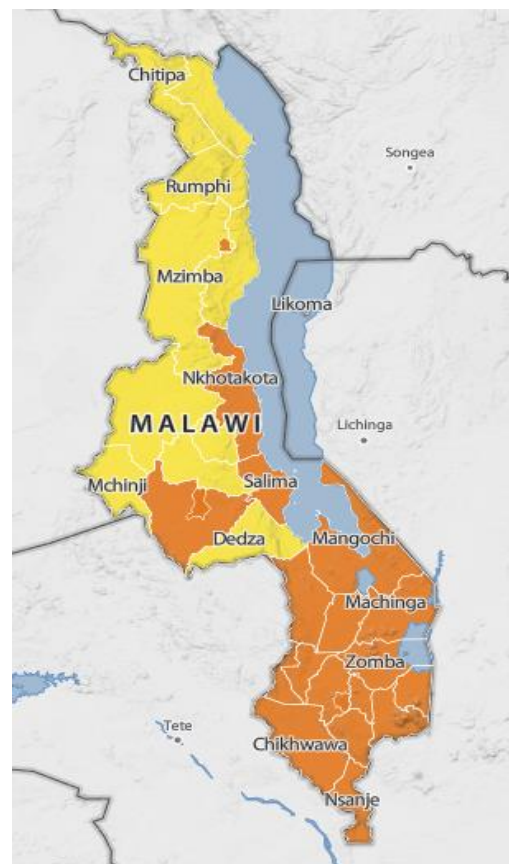 Chitipa
Songea
Rumphi
Mzimba
Likoma
Nkhotakota
MALAWI
Lichinga
Mchinji
Salima
Dedza
Mangochi
Machinga
Zomba
Tete
Chikhwawa
Nsanje